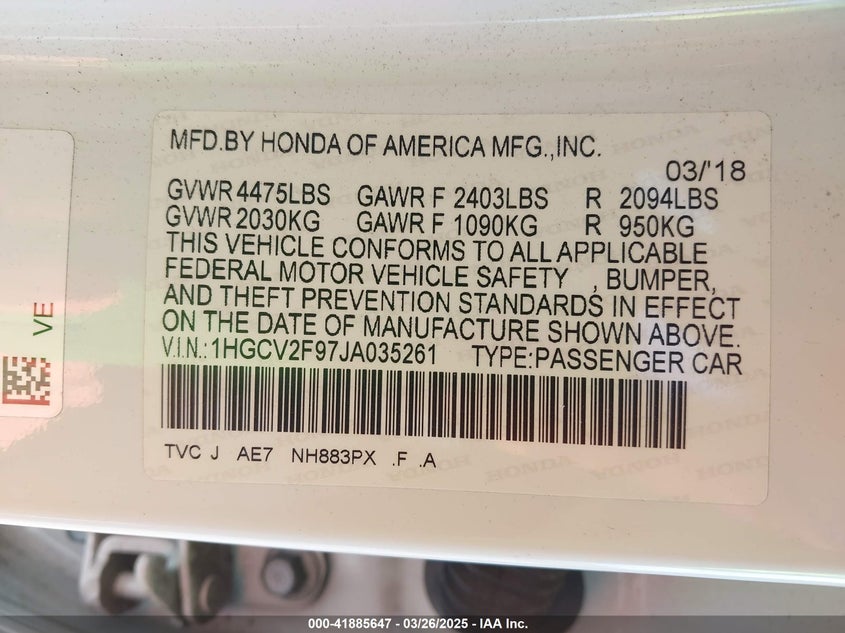 MFD.BY HONDA OF AMERICA MFG.,INC.
03/'18
GVWR 4475LBS GAWR F 2403LBS R 2094LBS
GVWR 2030KG GAWR F 1090KG R 950KG
THIS VEHICLE CONFORMS TO ALL APPLICABLE
FEDERAL MOTOR VEHICLE SAFETY , BUMPER,
AND THEFT PREVENTION STANDARDS IN EFFECT
ON THE DATE OF MANUFACTURE SHOWN ABOVE.
V.I.N.:1HGCV2F97JA035261 TYPE:PASSENGER CAR
TVC J AE7 NH883PX .F .A
VE
000-41885647 - 03/26/2025 - IAA Inc.